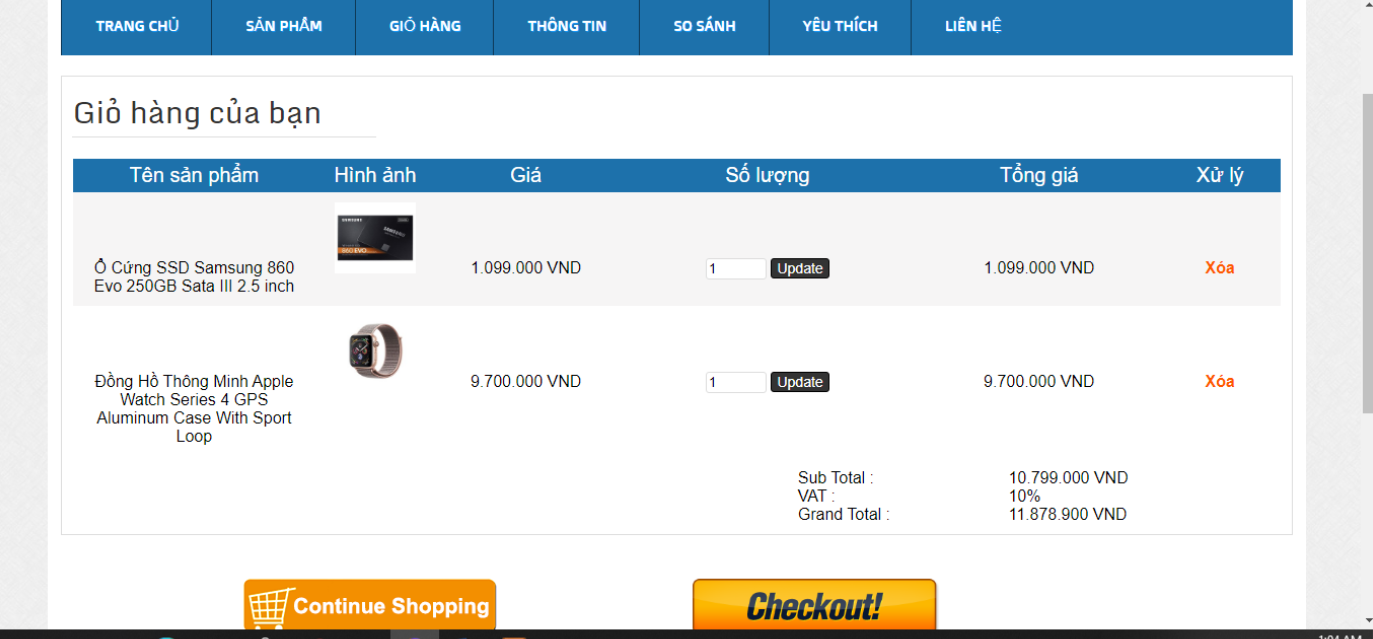 TRANG CHỦ SẢN PHẨM GIỎ HÀNG THÔNG TIN SO SÁNH YÊU THÍCH LIÊN HỆ
Giỏ hàng của bạn
Tên sản phẩm Hình ảnh Giá Số lượng Tổng giá Xử lý
SAMSUNG
SAMSUNG
860 EVO
Ổ Cứng SSD Samsung 860 1.099.000 VND 1 Update 1.099.000 VND Xóa
Evo 250GB Sata III 2.5 inch
Đồng Hồ Thông Minh Apple 9.700.000 VND 1 Update 9.700.000 VND Xóa
Watch Series 4 GPS
Aluminum Case With Sport
Loop
Sub Total : 10.799.000 VND
VAT : 10%
Grand Total : 11.878.900 VND
Continue Shopping Checkout!